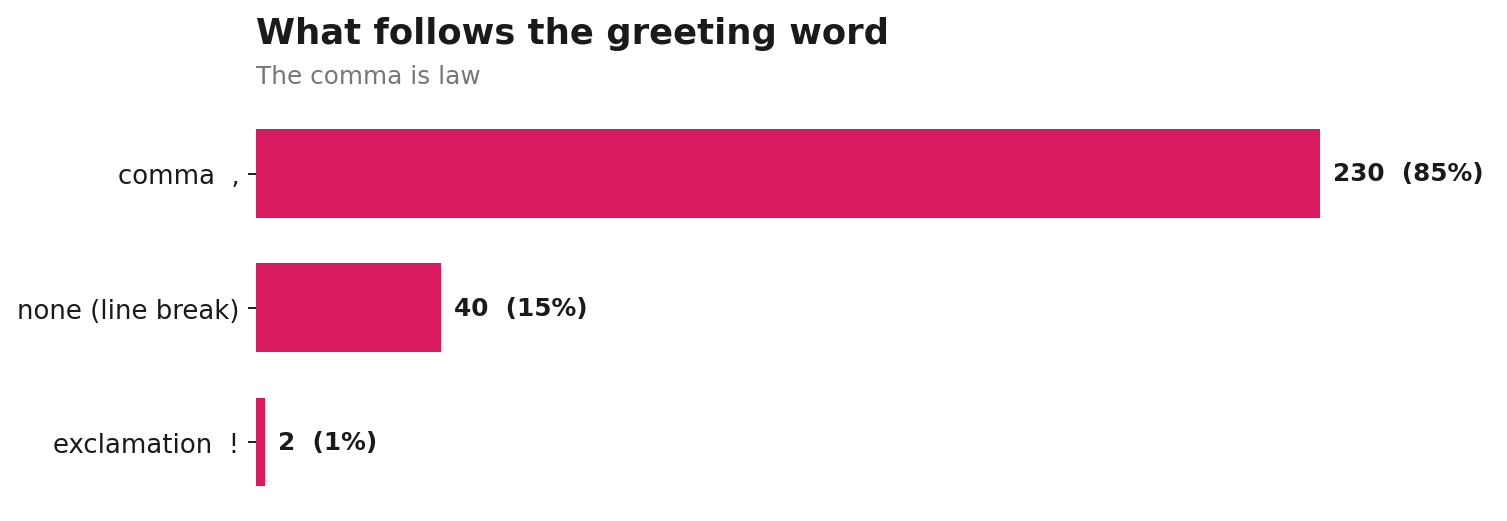 What follows the greeting word
The comma is law
comma , 230 (85%)
none (line break) 40 (15%)
exclamation ! 2 (1%)